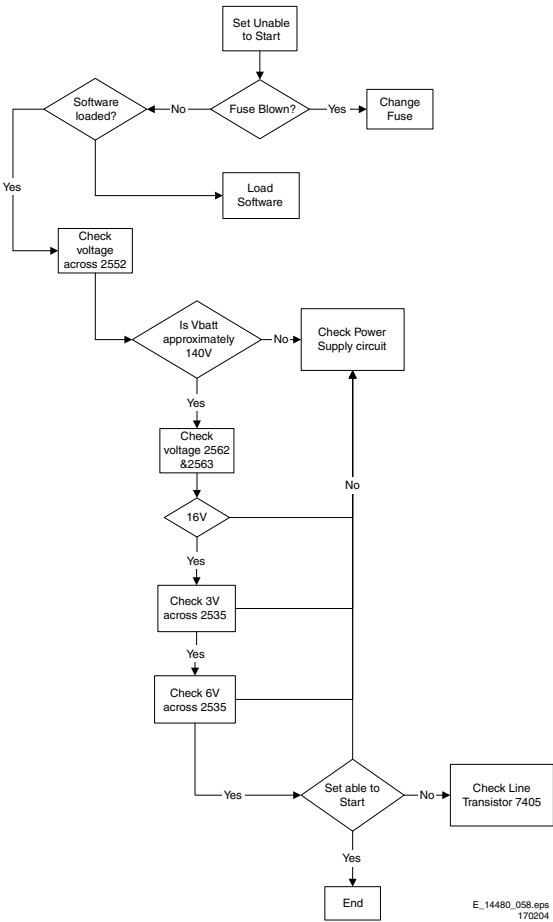 Set Unable
to Start
Fuse Blown?
Yes
Change
Fuse
No
Software
loaded?
Load
Software
Yes
Check
voltage
across 2552
Is Vbatt
approximately
140V
No
Check Power
Supply circuit
Yes
Check
voltage 2562
&2563
No
16V
Yes
Check 3V
across 2535
Yes
Check 6V
across 2535
Yes
Set able to
Start
No
Check Line
Transistor 7405
Yes
End
E_14480_058.eps
170204